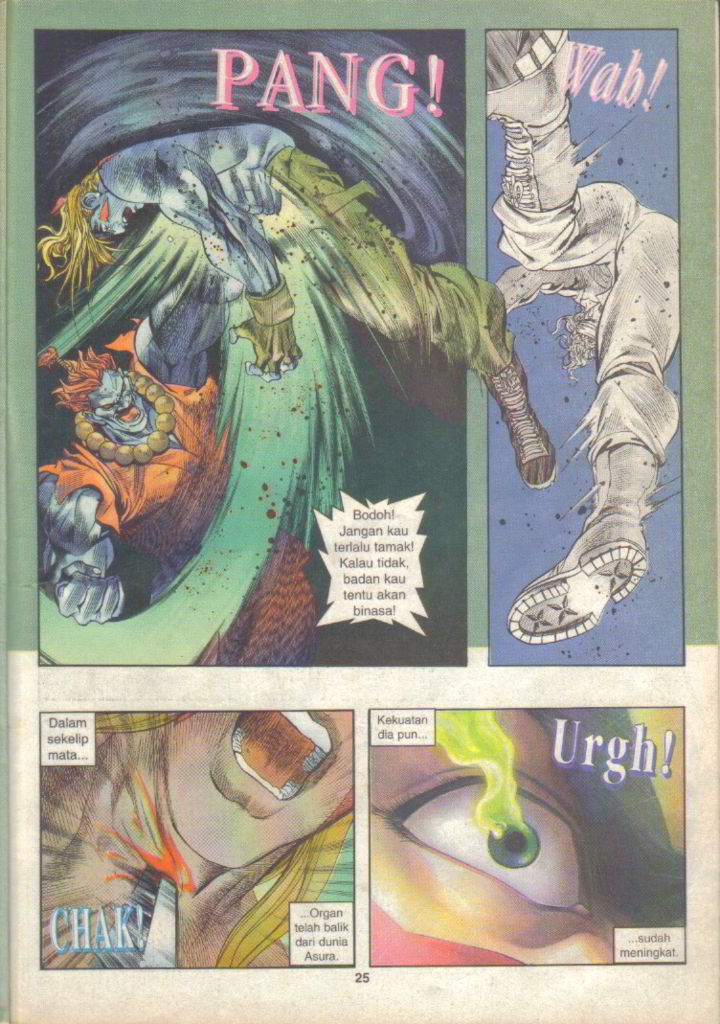 PANG!
Wah!
Bodoh!
Jangan kau
terlalu tamak!
Kalau tidak,
badan kau
tentu akan
binasa!
Dalam
sekelip
mata...
CHAK!
...Organ
telah balik
dari dunia
Asura.
Kekuatan
dia pun...
Urgh!
...sudah
meningkat.
25